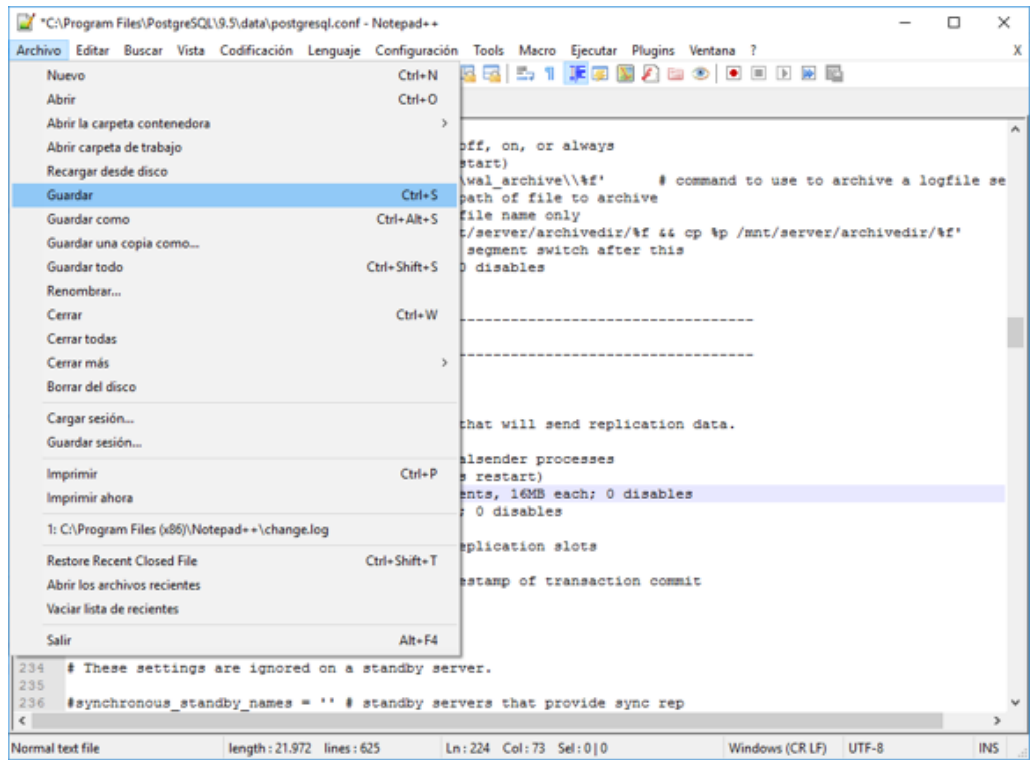 *C:\Program Files\PostgreSQL\9.5\data\postgresql.conf - Notepad++
Archivo Editar Buscar Vista Codificación Lenguaje Configuración Tools Macro Ejecutar Plugins Ventana ? X
Nuevo Ctrl+N
Abrir Ctrl+O
Abrir la carpeta contenedora >
Abrir carpeta de trabajo
Recargar desde disco
Guardar Ctrl+S
Guardar como Ctrl+Alt+S
Guardar una copia como...
Guardar todo Ctrl+Shift+S
Renombrar...
Cerrar Ctrl+W
Cerrar todas
Cerrar más >
Borrar del disco
Cargar sesión...
Guardar sesión...
Imprimir Ctrl+P
Imprimir ahora
1: C:\Program Files (x86)\Notepad++\change.log
Restore Recent Closed File Ctrl+Shift+T
Abrir los archivos recientes
Vaciar lista de recientes
Salir Alt+F4
off, on, or always
start)
\wal_archive\\%f' # command to use to archive a logfile se
path of file to archive
file name only
t/server/archivedir/%f && cp %p /mnt/server/archivedir/%f'
segment switch after this
0 disables
----------------------------------
----------------------------------
that will send replication data.
alsender processes
s restart)
ents, 16MB each; 0 disables
; 0 disables
eplication slots
estamp of transaction commit
234 # These settings are ignored on a standby server.
235
236 #synchronous_standby_names = '' # standby servers that provide sync rep
Normal text file length : 21.972 lines : 625 Ln : 224 Col : 73 Sel : 0 | 0 Windows (CR LF) UTF-8 INS